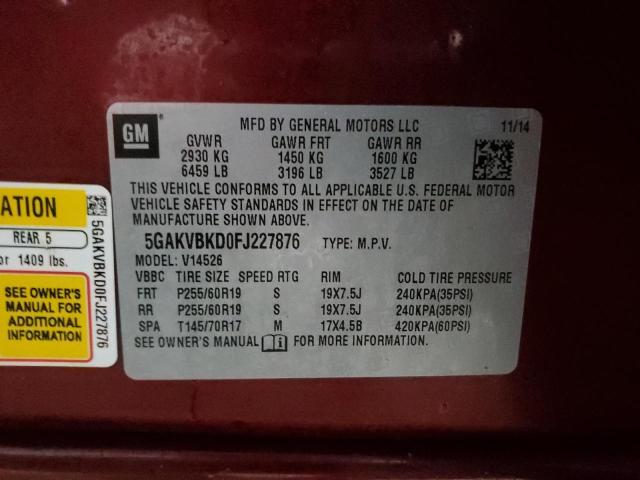 GM
MFD BY GENERAL MOTORS LLC 11/14
GVWR GAWR FRT GAWR RR
2930 KG 1450 KG 1600 KG
6459 LB 3196 LB 3527 LB
THIS VEHICLE CONFORMS TO ALL APPLICABLE U.S. FEDERAL MOTOR
VEHICLE SAFETY STANDARDS IN EFFECT ON THE DATE OF
MANUFACTURE SHOWN ABOVE.
5GAKVBKD0FJ227876 TYPE: M.P.V.
MODEL: V14526
VBBC TIRE SIZE SPEED RTG RIM COLD TIRE PRESSURE
FRT P255/60R19 S 19X7.5J 240KPA(35PSI)
RR P255/60R19 S 19X7.5J 240KPA(35PSI)
SPA T145/70R17 M 17X4.5B 420KPA(60PSI)
SEE OWNER'S MANUAL FOR MORE INFORMATION.
ATION
REAR 5
or 1409 lbs.
SEE OWNER'S
MANUAL FOR
ADDITIONAL
INFORMATION
5GAKVBKD0FJ227876